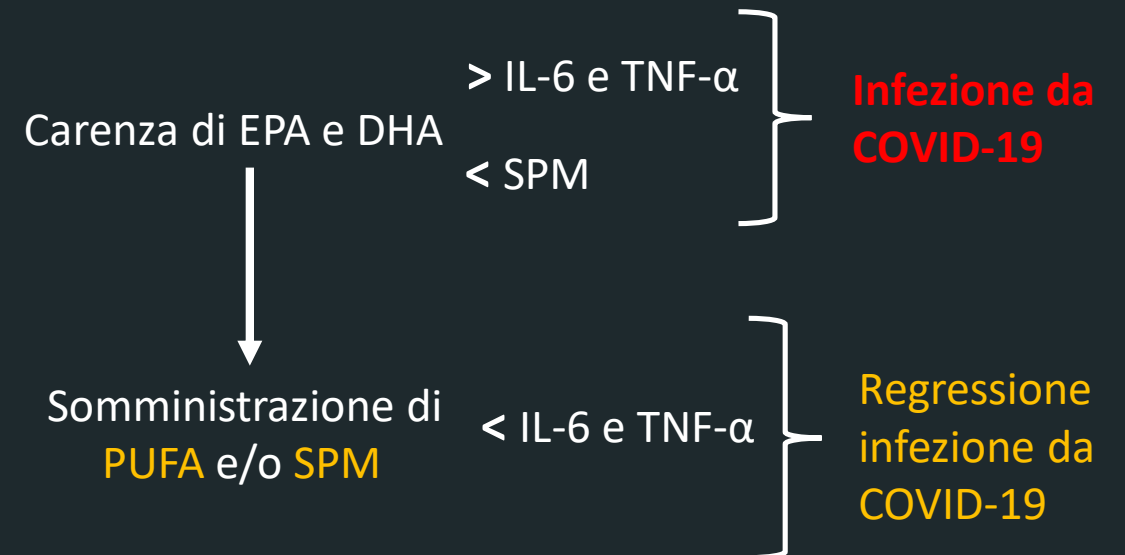 > IL-6 e TNF-α
Carenza di EPA e DHA
< SPM
Infezione da
COVID-19
Somministrazione di
PUFA e/o SPM
< IL-6 e TNF-α
Regressione
infezione da
COVID-19